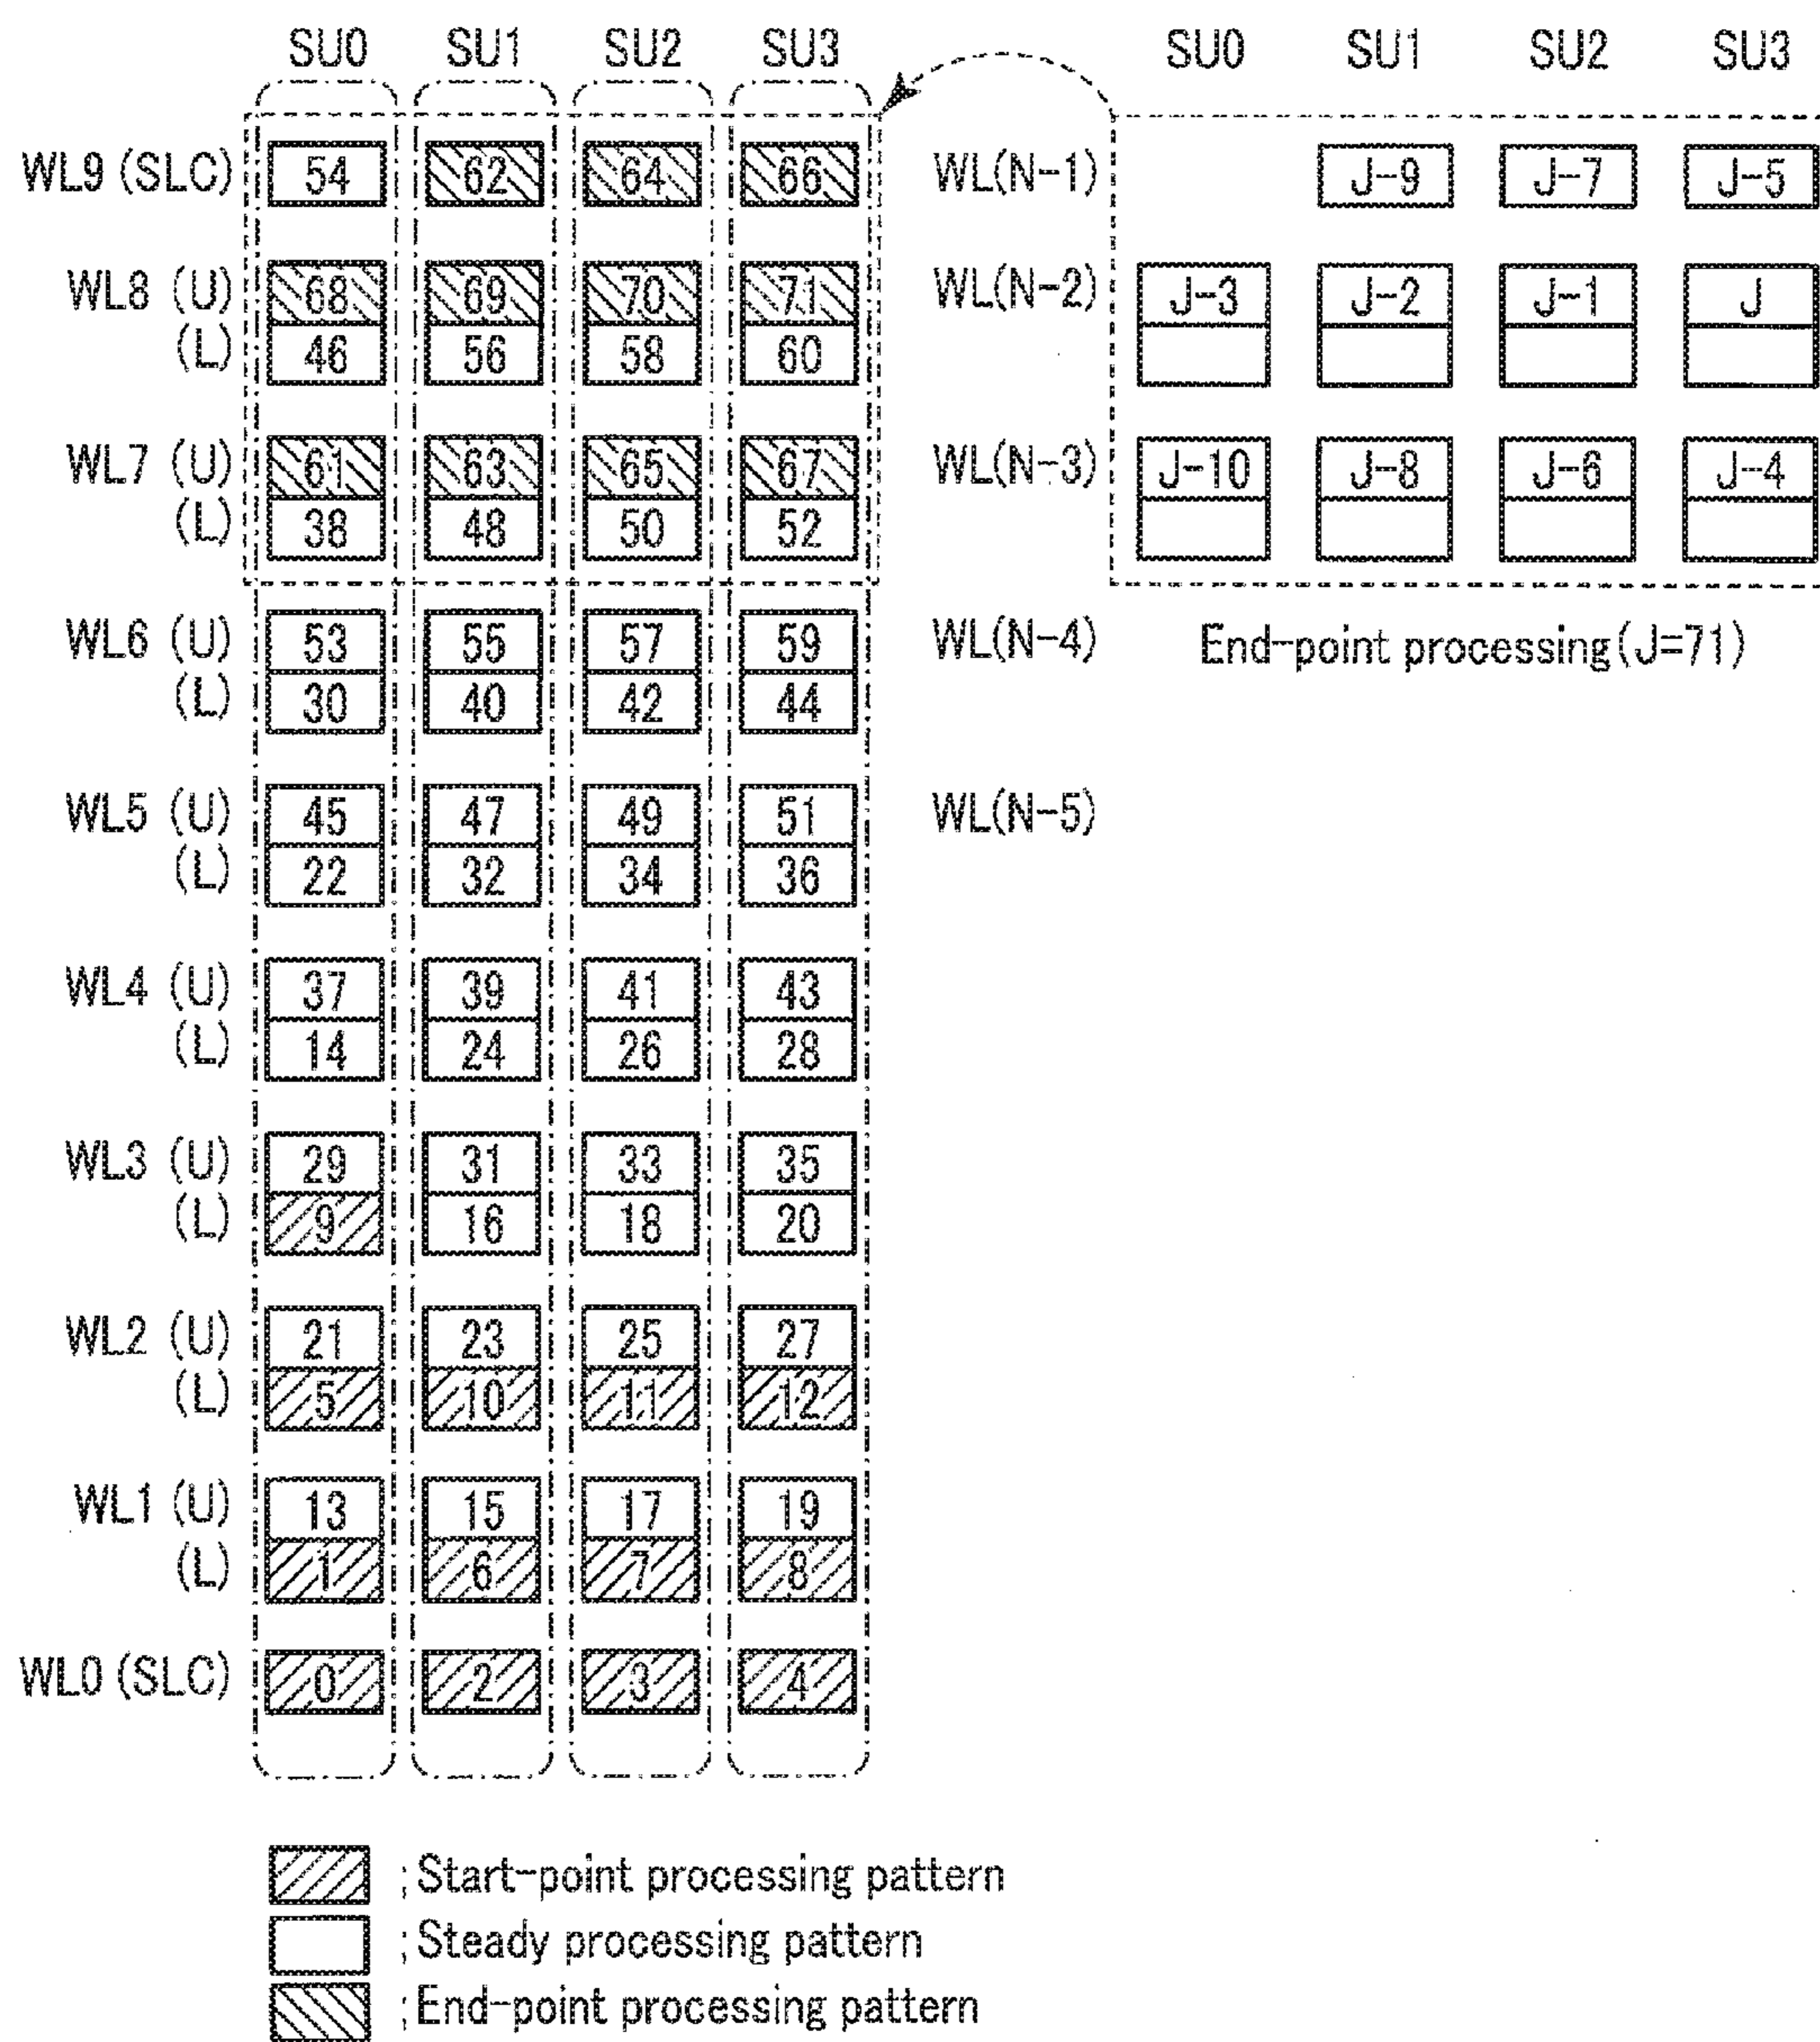 SU0 SU1 SU2 SU3 SU0 SU1 SU2 SU3
WL9 (SLC) 54 62 64 66 WL(N-1) J-9 J-7 J-5
WL8 (U) 68 69 70 71 WL(N-2) J-3 J-2 J-1 J
(L) 46 56 58 60
WL7 (U) 61 63 65 67 WL(N-3) J-10 J-8 J-6 J-4
(L) 38 48 50 52
WL6 (U) 53 55 57 59 WL(N-4) End-point processing(J=71)
(L) 30 40 42 44
WL5 (U) 45 47 49 51 WL(N-5)
(L) 22 32 34 36
WL4 (U) 37 39 41 43
(L) 14 24 26 28
WL3 (U) 29 31 33 35
(L) 9 16 18 20
WL2 (U) 21 23 25 27
(L) 5 10 11 12
WL1 (U) 13 15 17 19
(L) 1 6 7 8
WL0 (SLC) 0 2 3 4
; Start-point processing pattern
; Steady processing pattern
; End-point processing pattern